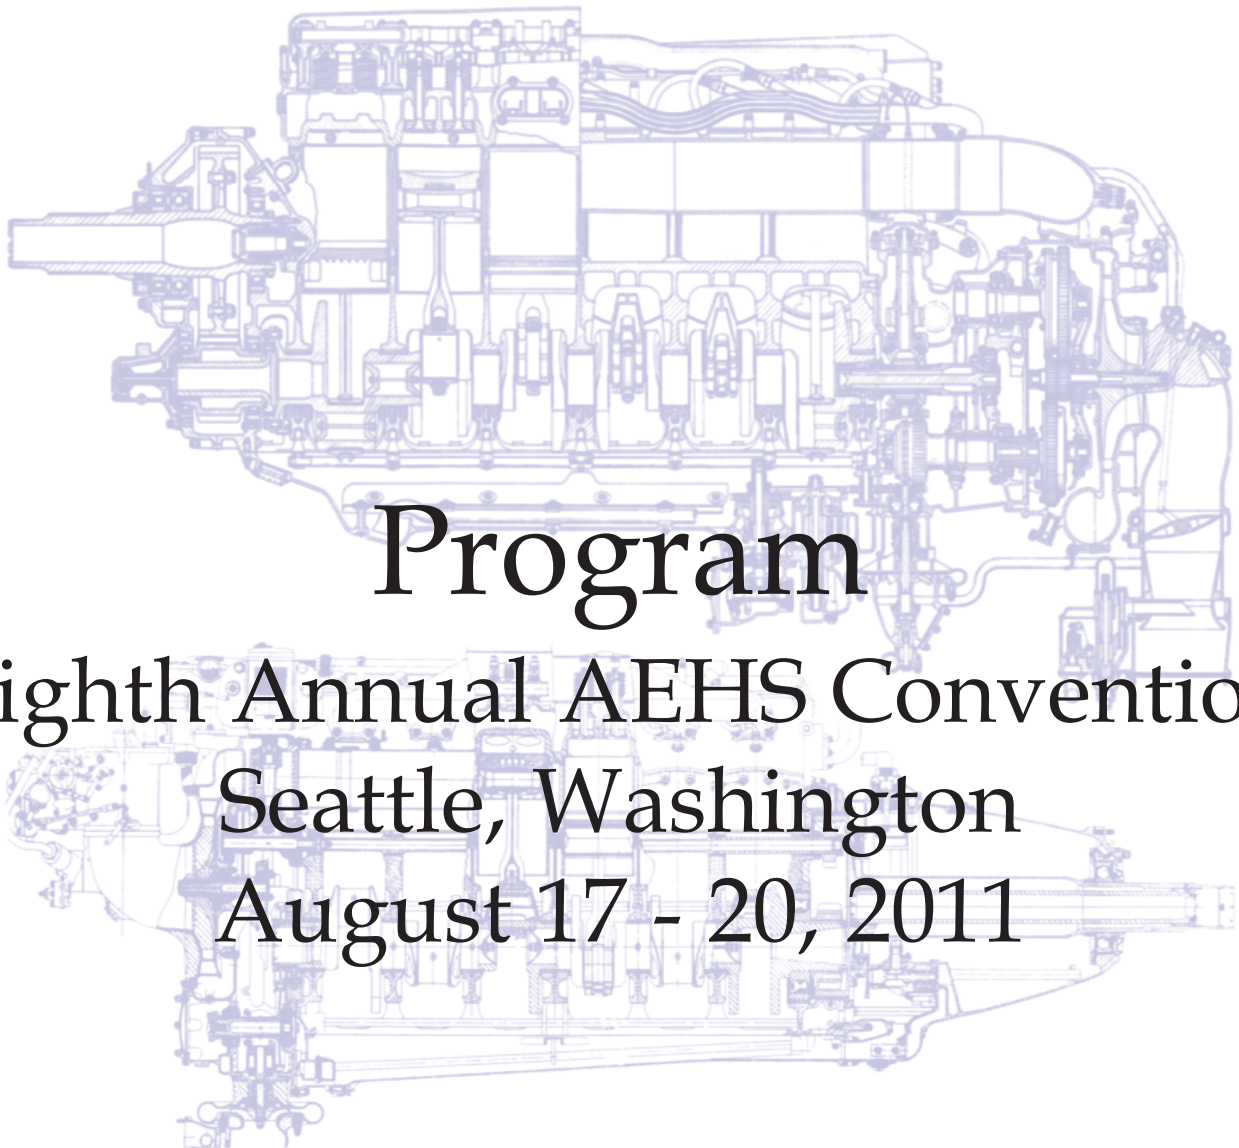 Program
ighth Annual AEHS Conventio
Seattle, Washington
August 17 - 20, 2011